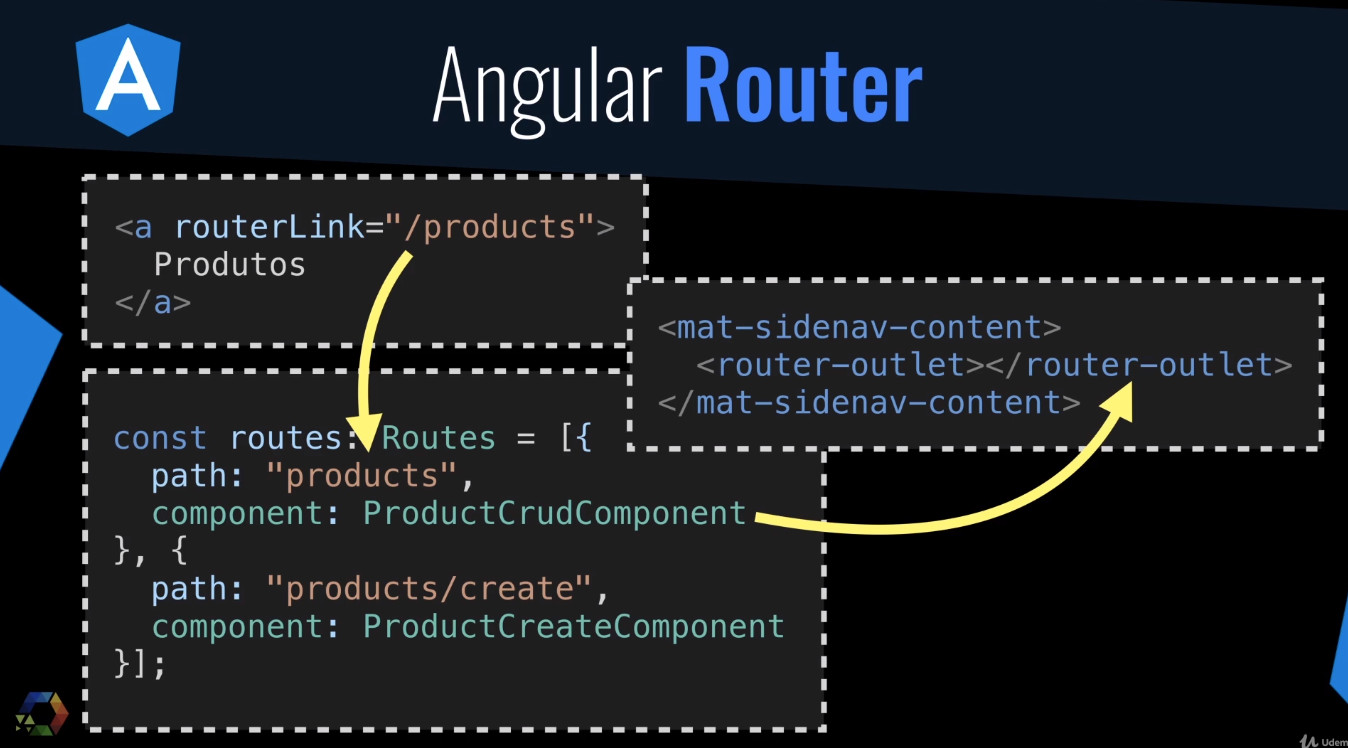 Angular Router
<a routerLink="/products">
  Produtos
</a>
<mat-sidenav-content>
  <router-outlet></router-outlet>
</mat-sidenav-content>
const routes: Routes = [{
  path: "products",
  component: ProductCrudComponent
}, {
  path: "products/create",
  component: ProductCreateComponent
}];